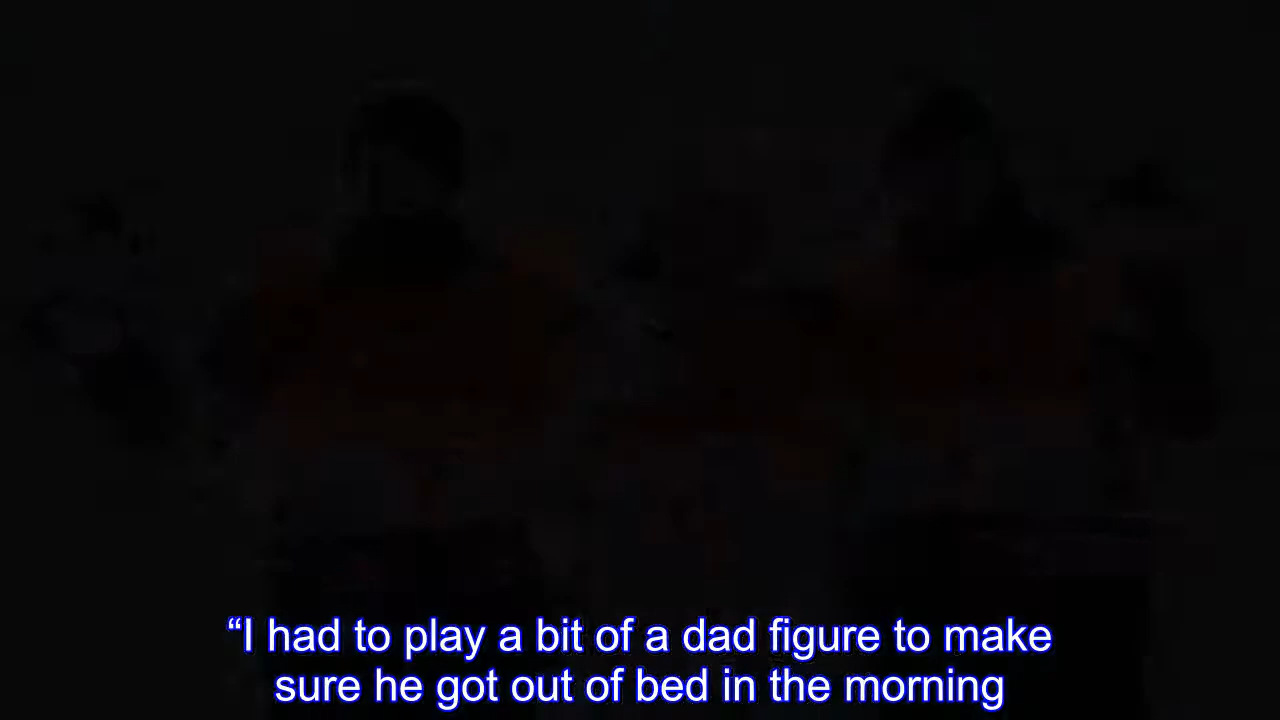 “I had to play a bit of a dad figure to make
sure he got out of bed in the morning